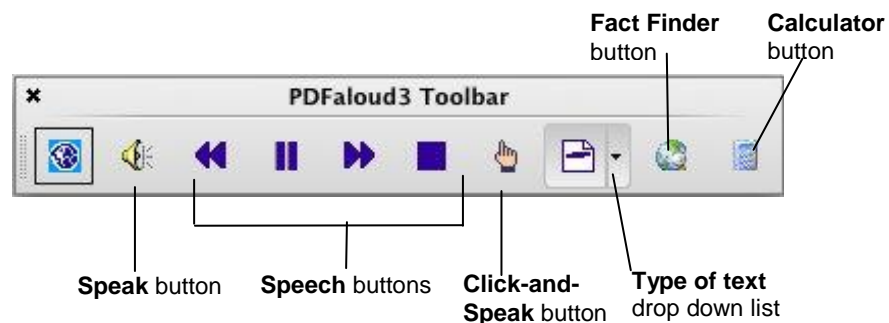 Fact Finder
button
Calculator
button
PDFaloud3 Toolbar
Speak button
Speech buttons
Click-and-
Speak button
Type of text
drop down list